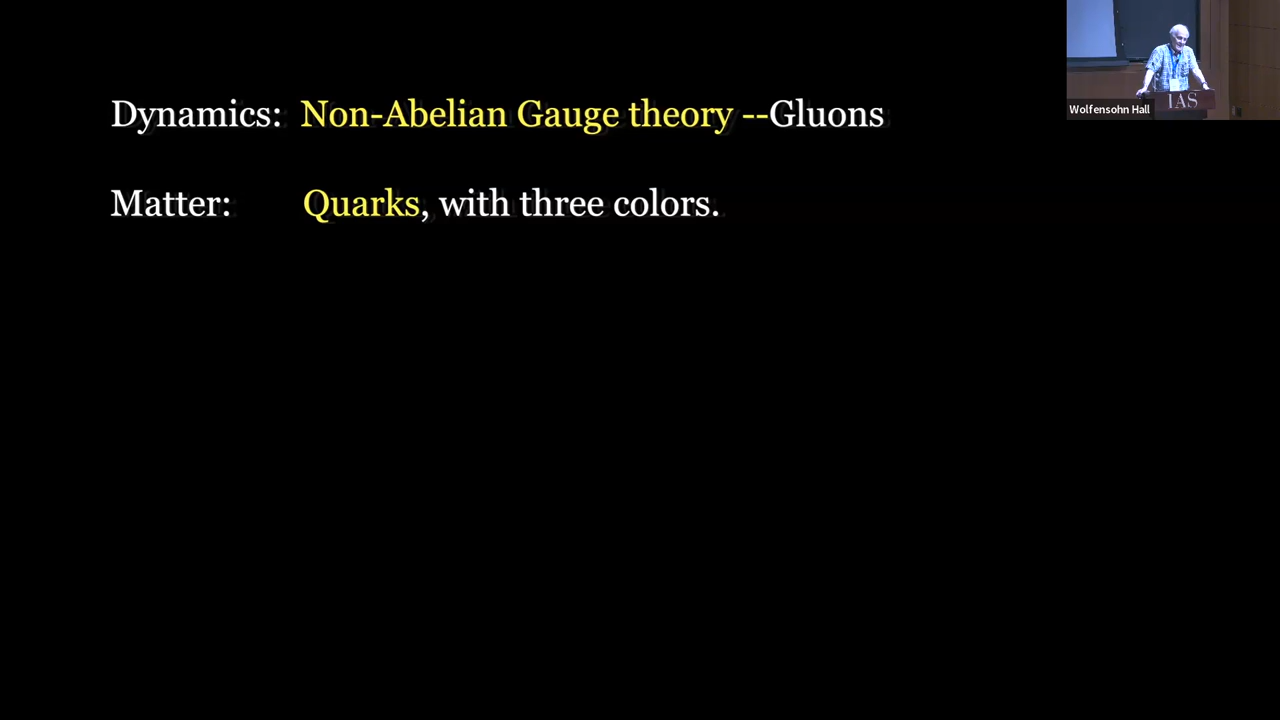 Dynamics: Non-Abelian Gauge theory --Gluons
Matter: Quarks, with three colors.
IAS
Wolfensohn Hall